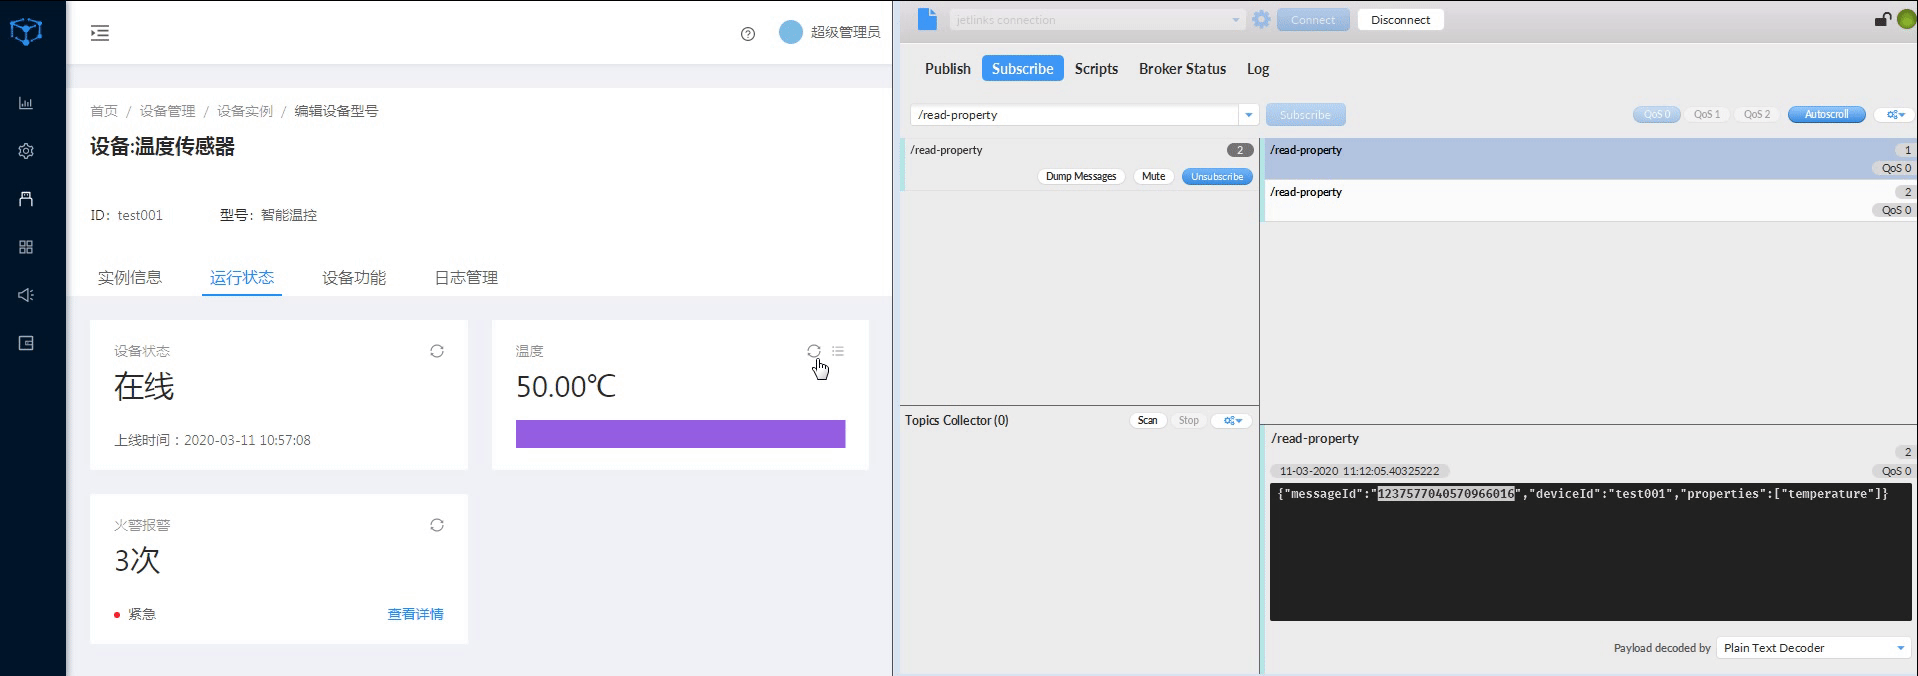 超级管理员
首页 / 设备管理 / 设备实例 / 编辑设备型号
设备:温度传感器
ID： test001 型号： 智能温控
实例信息 运行状态 设备功能 日志管理
设备状态
在线
上线时间：2020-03-11 10:57:08
温度
50.00℃
火警报警
3次
紧急 查看详情
jetlinks connection Connect Disconnect
Publish Subscribe Scripts Broker Status Log
/read-property Subscribe QoS 0 QoS 1 QoS 2 Autoscroll
/read-property 2
Dump Messages Mute Unsubscribe
/read-property 1
QoS 0
/read-property 2
QoS 0
Topics Collector (0) Scan Stop
/read-property
2
11-03-2020 11:12:05.40325222 QoS 0
{"messageId":"1237577040570966016","deviceId":"test001","properties":["temperature"]}
Payload decoded by Plain Text Decoder